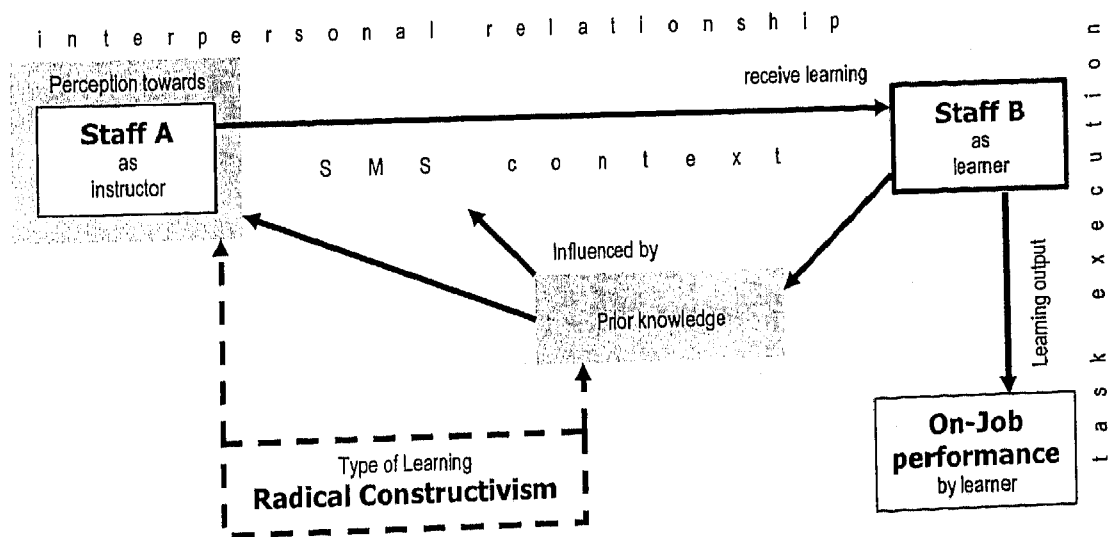 interpersonal relationship
Perception towards
Staff A
as
instructor
receive learning
Staff B
as
learner
SMS context
Influenced by
Prior knowledge
Learning output
task execution
Type of Learning
Radical Constructivism
On-Job
performance
by learner